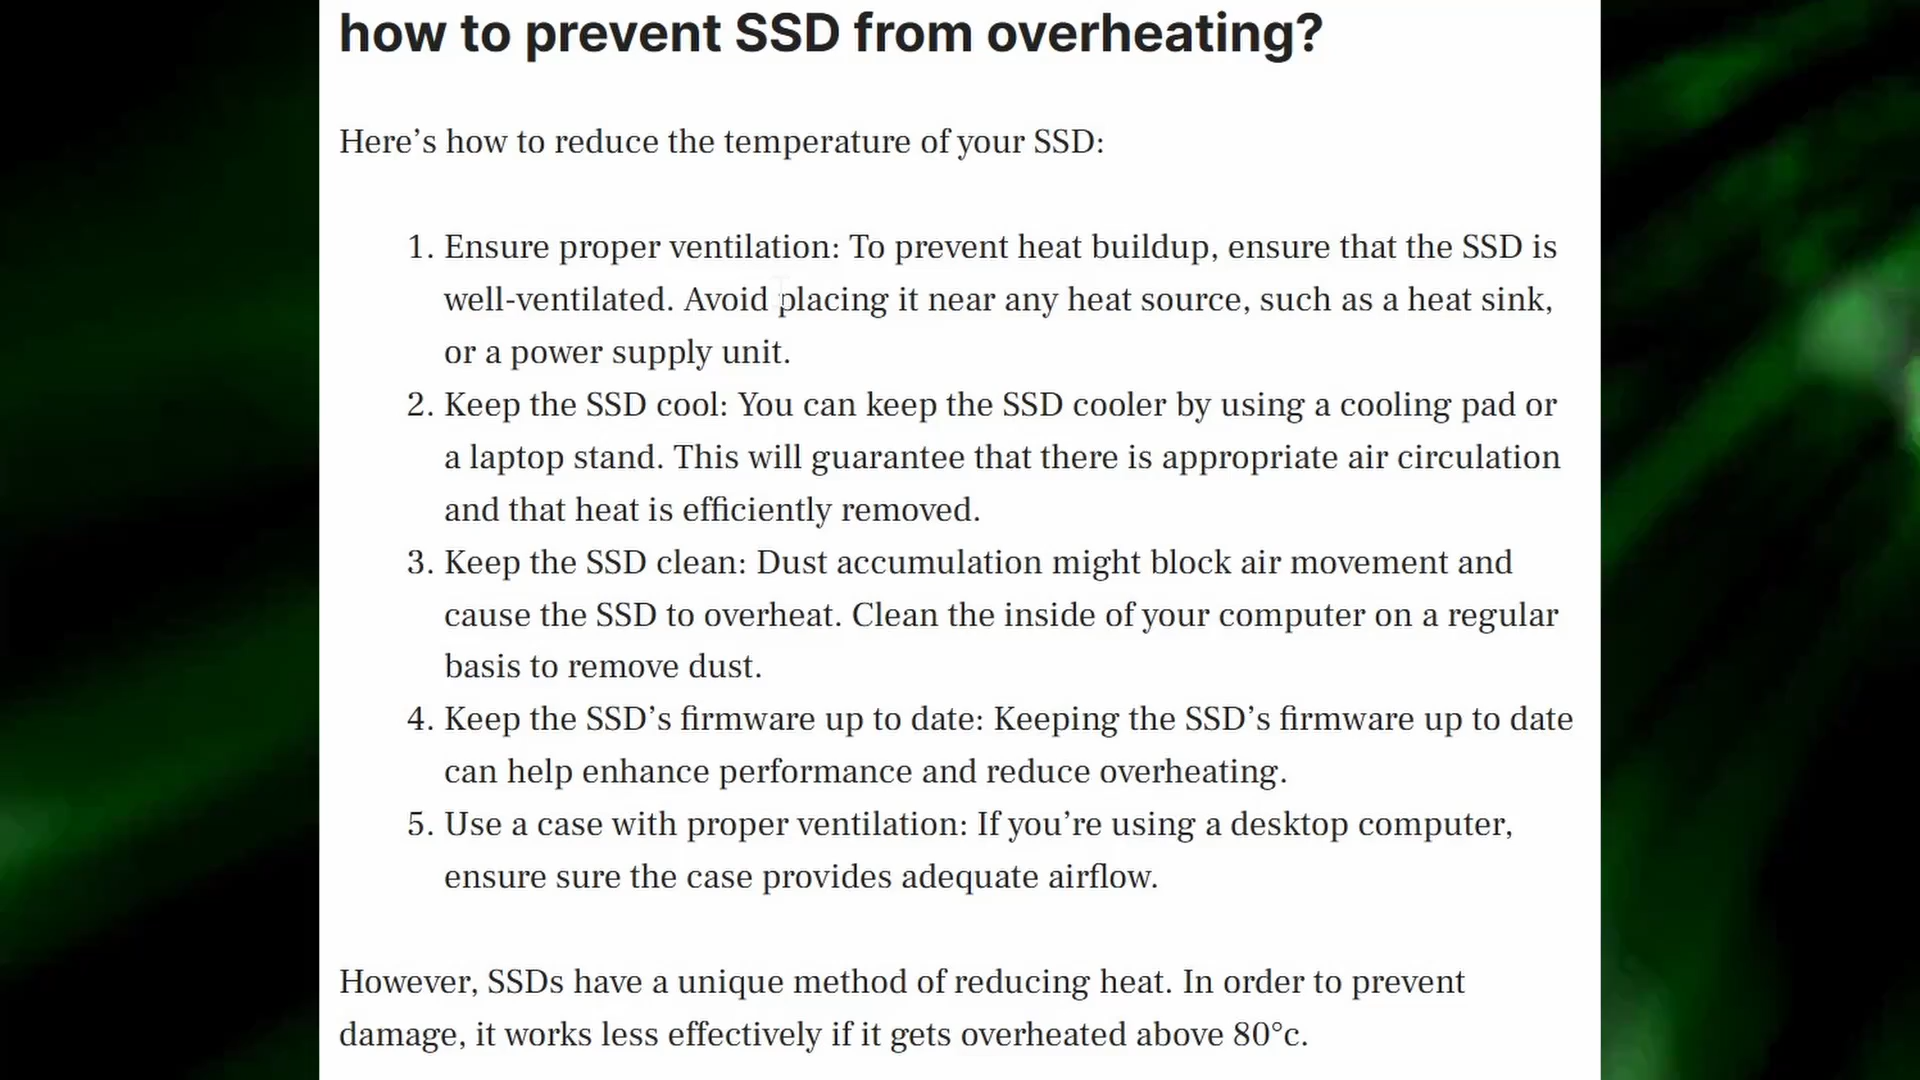 how to prevent SSD from overheating?
Here’s how to reduce the temperature of your SSD:
1. Ensure proper ventilation: To prevent heat buildup, ensure that the SSD is
well-ventilated. Avoid placing it near any heat source, such as a heat sink,
or a power supply unit.
2. Keep the SSD cool: You can keep the SSD cooler by using a cooling pad or
a laptop stand. This will guarantee that there is appropriate air circulation
and that heat is efficiently removed.
3. Keep the SSD clean: Dust accumulation might block air movement and
cause the SSD to overheat. Clean the inside of your computer on a regular
basis to remove dust.
4. Keep the SSD’s firmware up to date: Keeping the SSD’s firmware up to date
can help enhance performance and reduce overheating.
5. Use a case with proper ventilation: If you’re using a desktop computer,
ensure sure the case provides adequate airflow.
However, SSDs have a unique method of reducing heat. In order to prevent
damage, it works less effectively if it gets overheated above 80°c.